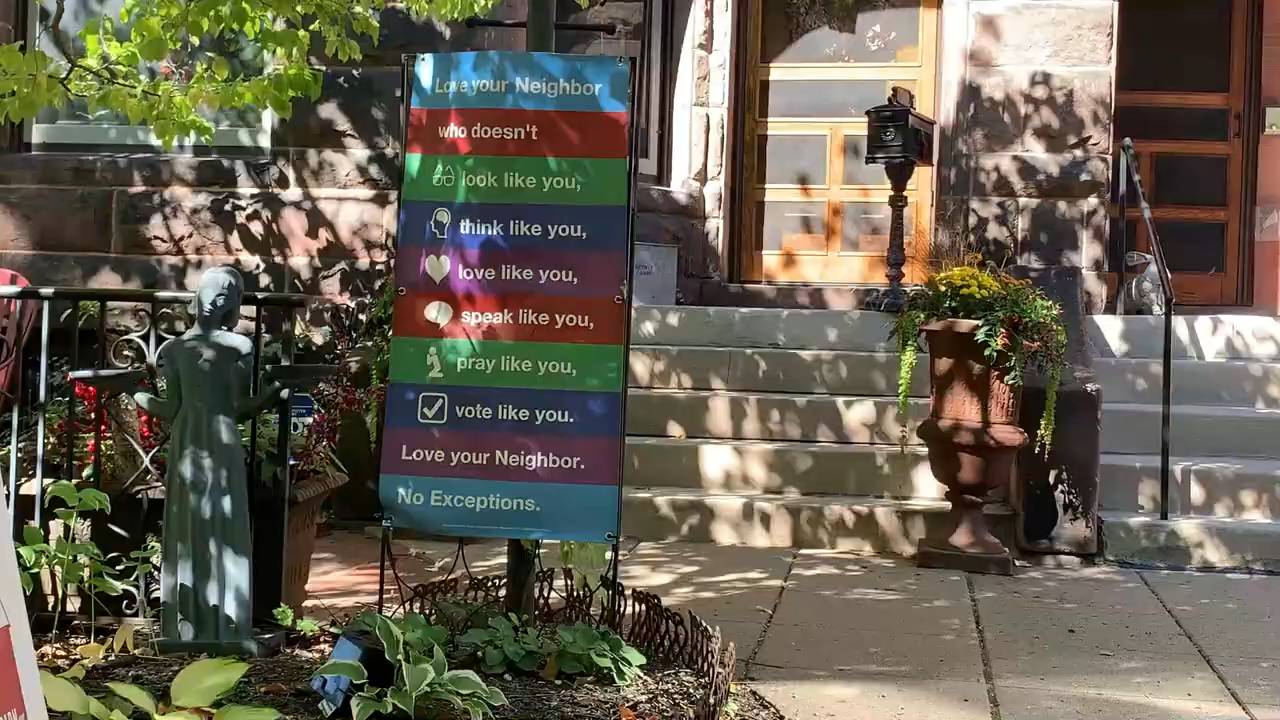 Love your Neighbor
who doesn't
look like you,
think like you,
love like you,
speak like you,
pray like you,
vote like you.
Love your Neighbor.
No Exceptions.